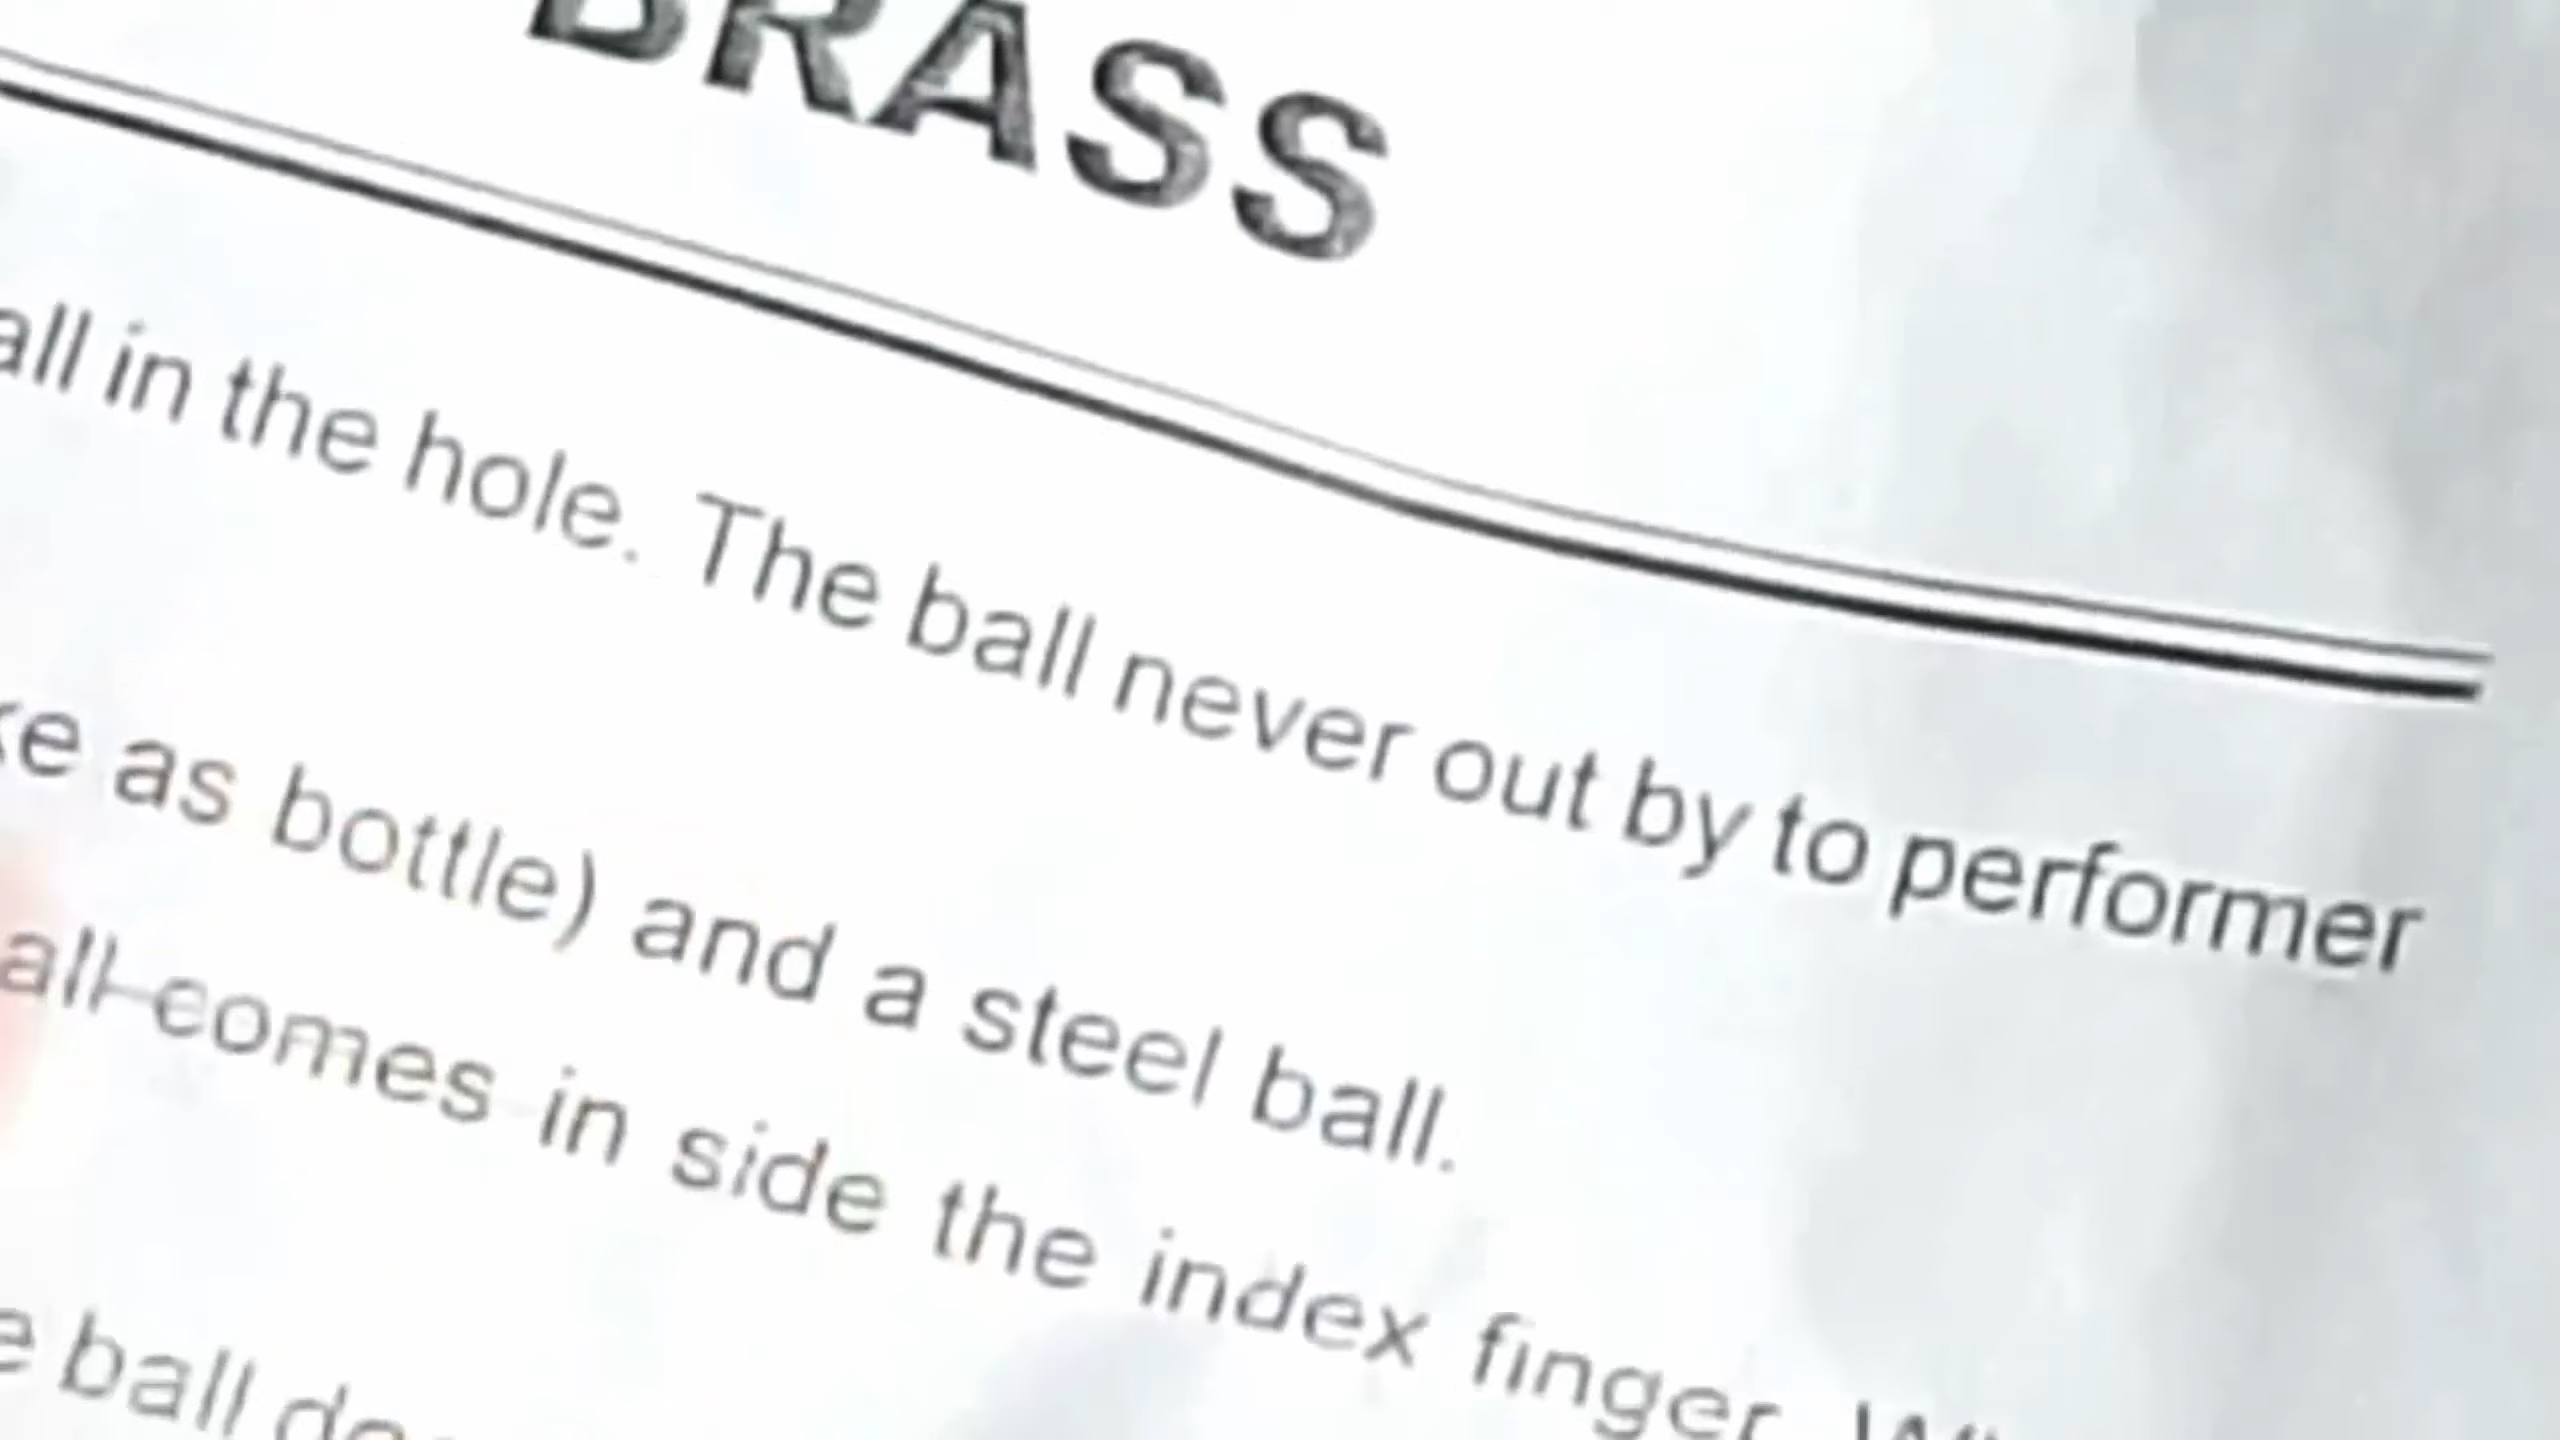 BRASS
all in the hole. The ball never out by to performer
as bottle) and a steel ball.
all comes in side the index finger.
ball